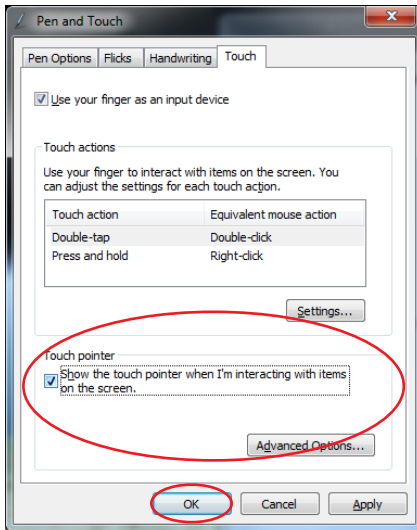 Pen and Touch
Pen Options Flicks Handwriting Touch
Use your finger as an input device
Touch actions
Use your finger to interact with items on the screen. You
can adjust the settings for each touch action.
Touch action Equivalent mouse action
Double-tap Double-click
Press and hold Right-click
Settings...
Touch pointer
Show the touch pointer when I'm interacting with items
on the screen.
Advanced Options...
OK Cancel Apply